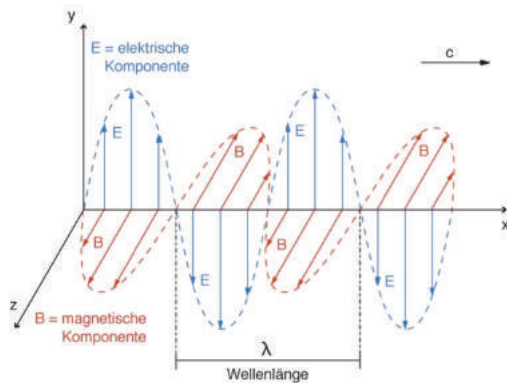 y
E = elektrische
Komponente
c
E
B
E
B
x
B
E
B
E
z
B = magnetische
Komponente
λ
Wellenlänge